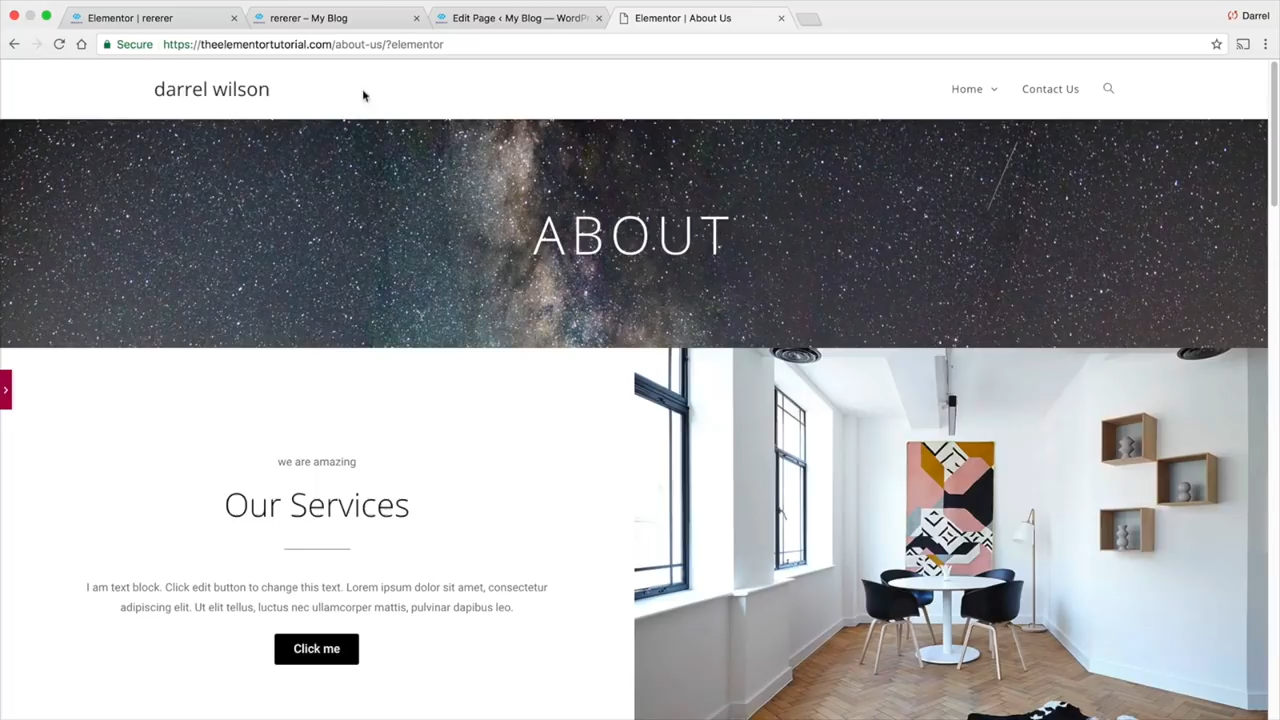 Elementor | rererer
rererer – My Blog
Edit Page ‹ My Blog — WordPr
Elementor | About Us
Darrel
Secure https://theelementortutorial.com/about-us/?elementor
darrel wilson
Home
Contact Us
ABOUT
we are amazing
Our Services
I am text block. Click edit button to change this text. Lorem ipsum dolor sit amet, consectetur
adipiscing elit. Ut elit tellus, luctus nec ullamcorper mattis, pulvinar dapibus leo.
Click me